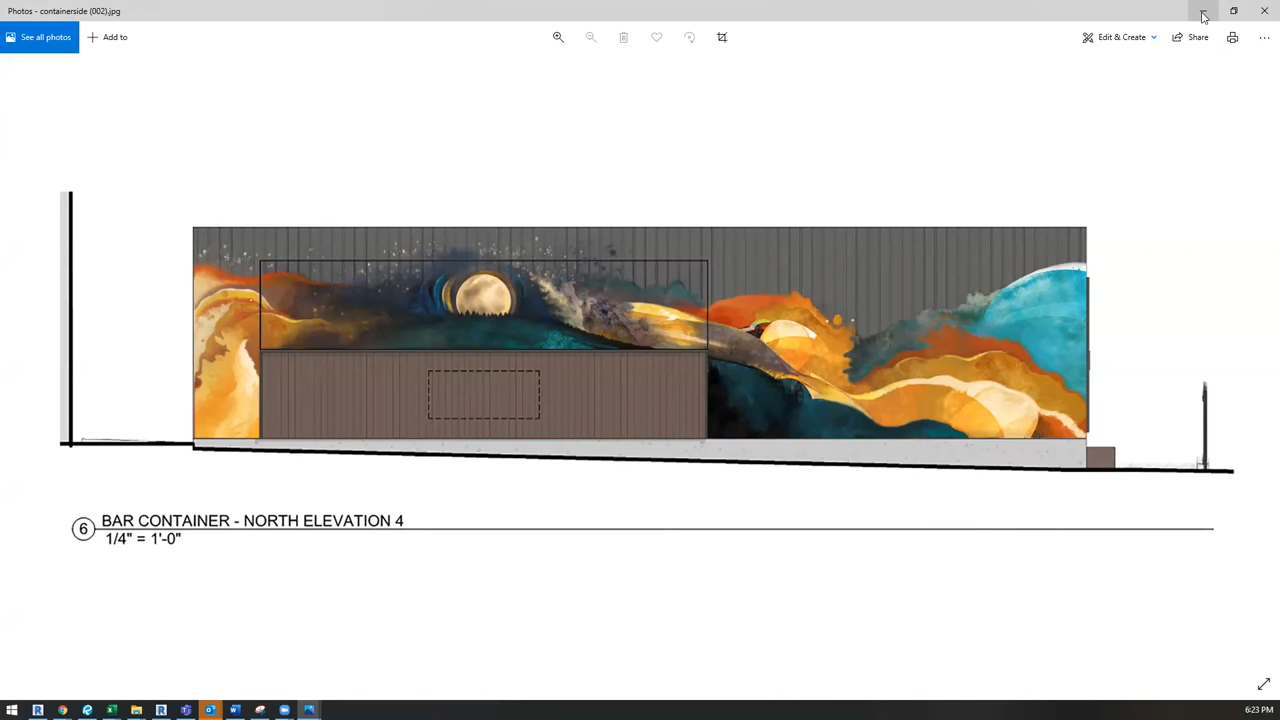 Photos - containerside (002).jpg
See all photos
Add to
Edit & Create
Share
6
BAR CONTAINER - NORTH ELEVATION 4
1/4" = 1'-0"
6:23 PM